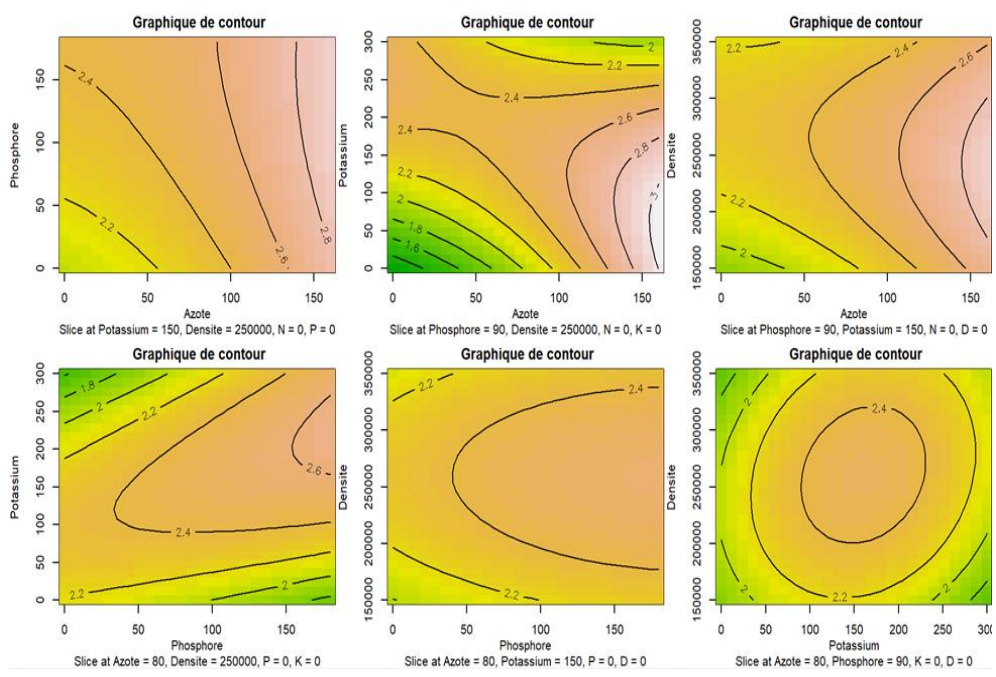 Graphique de contour
Phosphore
0 50 100 150
2.4
2.2
2.6
2.8
0 50 100 150
Azote
Slice at Potassium = 150, Densite = 250000, N = 0, P = 0
Graphique de contour
Potassium
0 50 100 150 200 250 300
2
2.2
2.4
2.6
2.4
2.8
2.2
2
1.8
1.6
3
0 50 100 150
Azote
Slice at Phosphore = 90, Densite = 250000, N = 0, K = 0
Graphique de contour
Densite
150000 200000 250000 300000 350000
2.2
2.4
2.6
2.2
2
0 50 100 150
Azote
Slice at Phosphore = 90, Potassium = 150, N = 0, D = 0
Graphique de contour
Potassium
0 50 100 150 200 250 300
1.8
2
2.2
2.6
2.4
2.2
2
0 50 100 150
Phosphore
Slice at Azote = 80, Densite = 250000, P = 0, K = 0
Graphique de contour
Densite
150000 200000 250000 300000 350000
2.2
2.4
2.2
0 50 100 150
Phosphore
Slice at Azote = 80, Potassium = 150, P = 0, D = 0
Graphique de contour
Densite
150000 200000 250000 300000 350000
2
2.4
2
2.2
2
2
0 50 100 150 200 250 300
Potassium
Slice at Azote = 80, Phosphore = 90, K = 0, D = 0